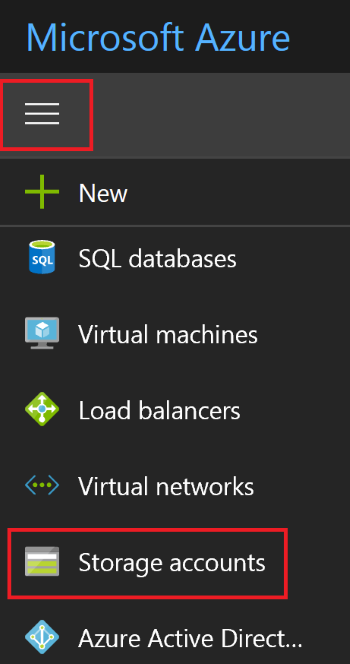 Microsoft Azure
New
SQL databases
SQL
Virtual machines
Load balancers
Virtual networks
Storage accounts
Azure Active Direct...